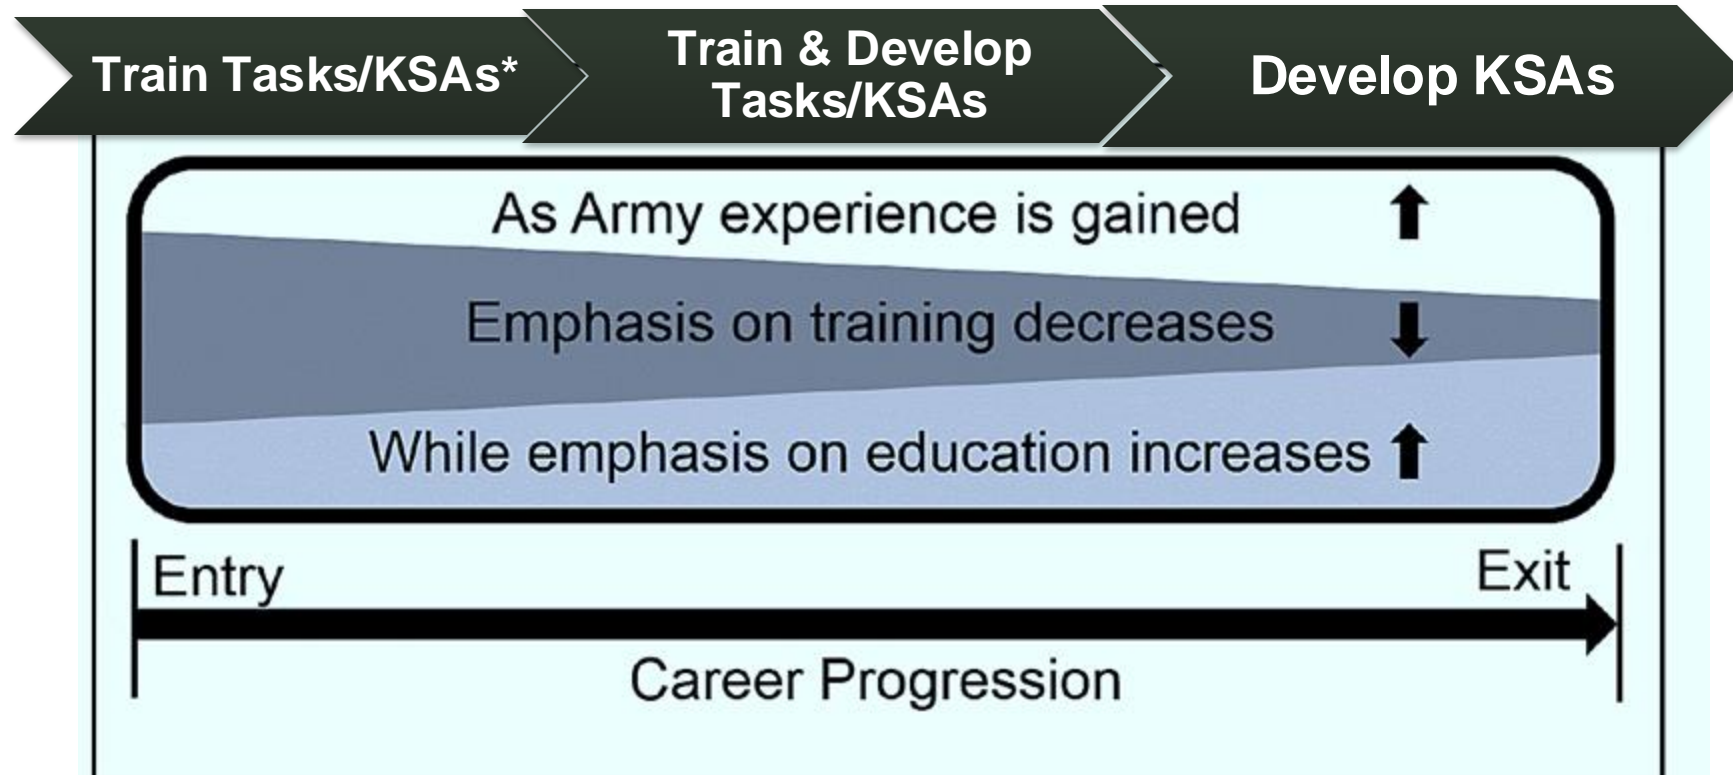 Train Tasks/KSAs*
Train & Develop
Tasks/KSAs
Develop KSAs
As Army experience is gained
Emphasis on training decreases
While emphasis on education increases
Entry
Exit
Career Progression